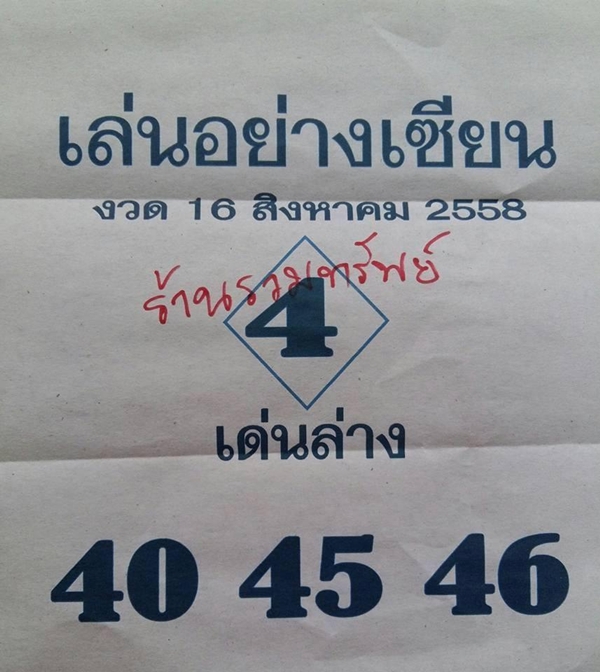 เล่นอย่างเซียน
งวด 16 สิงหาคม 2558
ร้านรวมทรัพย์
4
เด่นล่าง
40 45 46